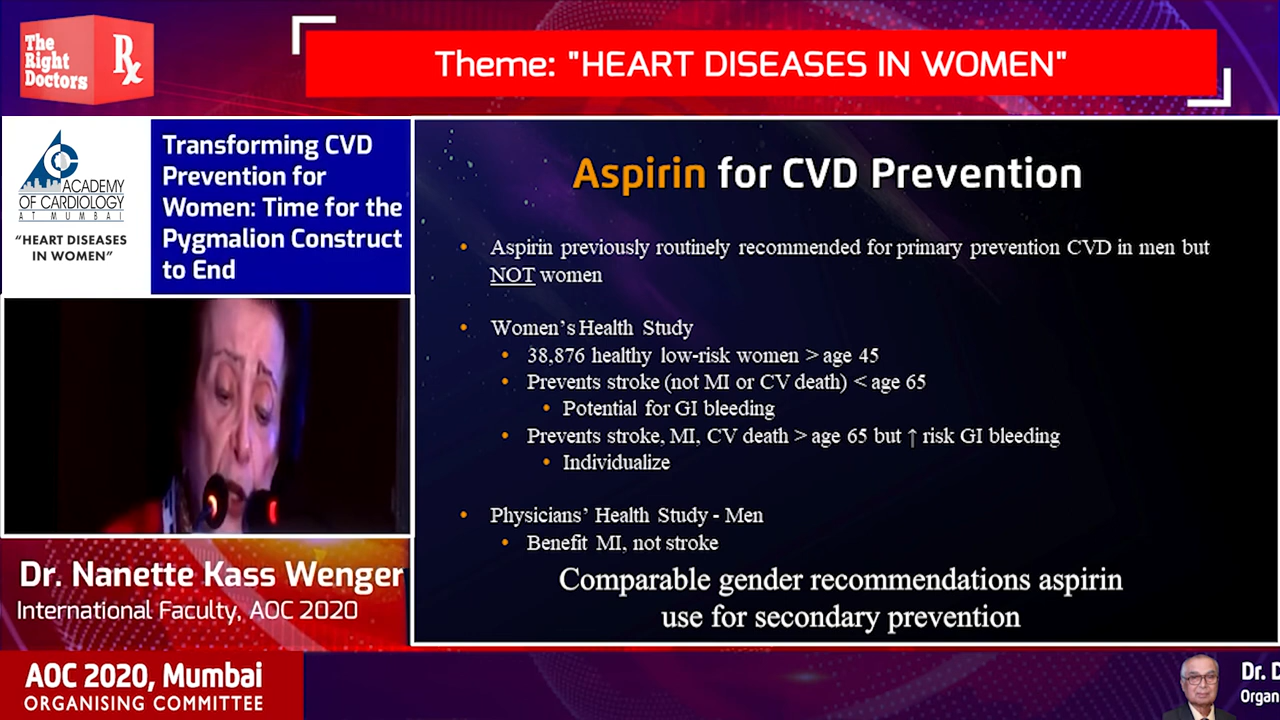 The
Right
Doctors
Rx
Theme: "HEART DISEASES IN WOMEN"
ACADEMY
OF CARDIOLOGY
AT MUMBAI
“HEART DISEASES
IN WOMEN”
Transforming CVD
Prevention for
Women: Time for the
Pygmalion Construct
to End
Aspirin for CVD Prevention
• Aspirin previously routinely recommended for primary prevention CVD in men but
NOT women
• Women’s Health Study
• 38,876 healthy low-risk women > age 45
• Prevents stroke (not MI or CV death) < age 65
• Potential for GI bleeding
• Prevents stroke, MI, CV death > age 65 but ↑ risk GI bleeding
• Individualize
• Physicians’ Health Study - Men
• Benefit MI, not stroke
Comparable gender recommendations aspirin
use for secondary prevention
Dr. Nanette Kass Wenger
International Faculty, AOC 2020
AOC 2020, Mumbai
ORGANISING COMMITTEE
Dr. D
Organ